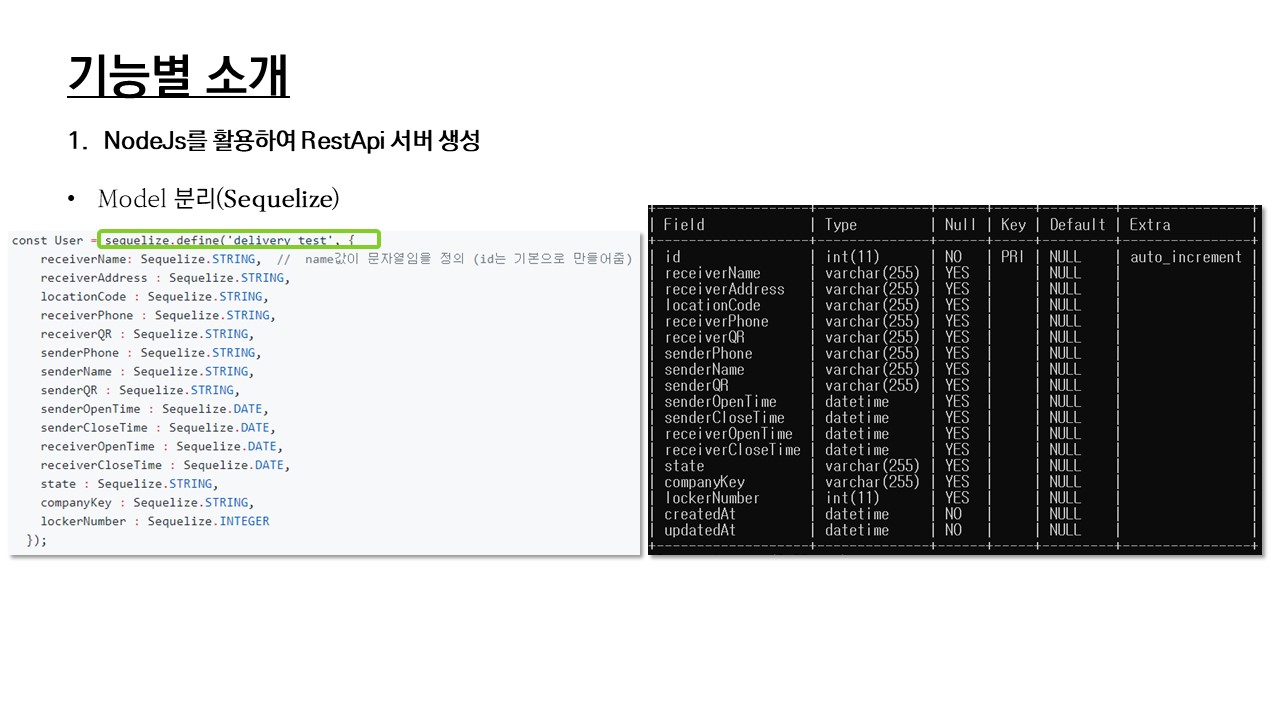 기능별 소개
1. NodeJs를 활용하여 RestApi 서버 생성
• Model 분리(Sequelize)
const User = sequelize.define('delivery_test', {
receiverName: Sequelize.STRING, // name값이 문자열임을 정의 (id는 기본으로 만들어줌)
receiverAddress : Sequelize.STRING,
locationCode : Sequelize.STRING,
receiverPhone : Sequelize.STRING,
receiverQR : Sequelize.STRING,
senderPhone : Sequelize.STRING,
senderName : Sequelize.STRING,
senderQR : Sequelize.STRING,
senderOpenTime : Sequelize.DATE,
senderCloseTime : Sequelize.DATE,
receiverOpenTime : Sequelize.DATE,
receiverCloseTime : Sequelize.DATE,
state : Sequelize.STRING,
companyKey : Sequelize.STRING,
lockerNumber : Sequelize.INTEGER
});
| Field | Type | Null | Key | Default | Extra |
| id | int(11) | NO | PRI | NULL | auto_increment |
| receiverName | varchar(255) | YES | | NULL | |
| receiverAddress | varchar(255) | YES | | NULL | |
| locationCode | varchar(255) | YES | | NULL | |
| receiverPhone | varchar(255) | YES | | NULL | |
| receiverQR | varchar(255) | YES | | NULL | |
| senderPhone | varchar(255) | YES | | NULL | |
| senderName | varchar(255) | YES | | NULL | |
| senderQR | varchar(255) | YES | | NULL | |
| senderOpenTime | datetime | YES | | NULL | |
| senderCloseTime | datetime | YES | | NULL | |
| receiverOpenTime | datetime | YES | | NULL | |
| receiverCloseTime | datetime | YES | | NULL | |
| state | varchar(255) | YES | | NULL | |
| companyKey | varchar(255) | YES | | NULL | |
| lockerNumber | int(11) | YES | | NULL | |
| createdAt | datetime | NO | | NULL | |
| updatedAt | datetime | NO | | NULL | |